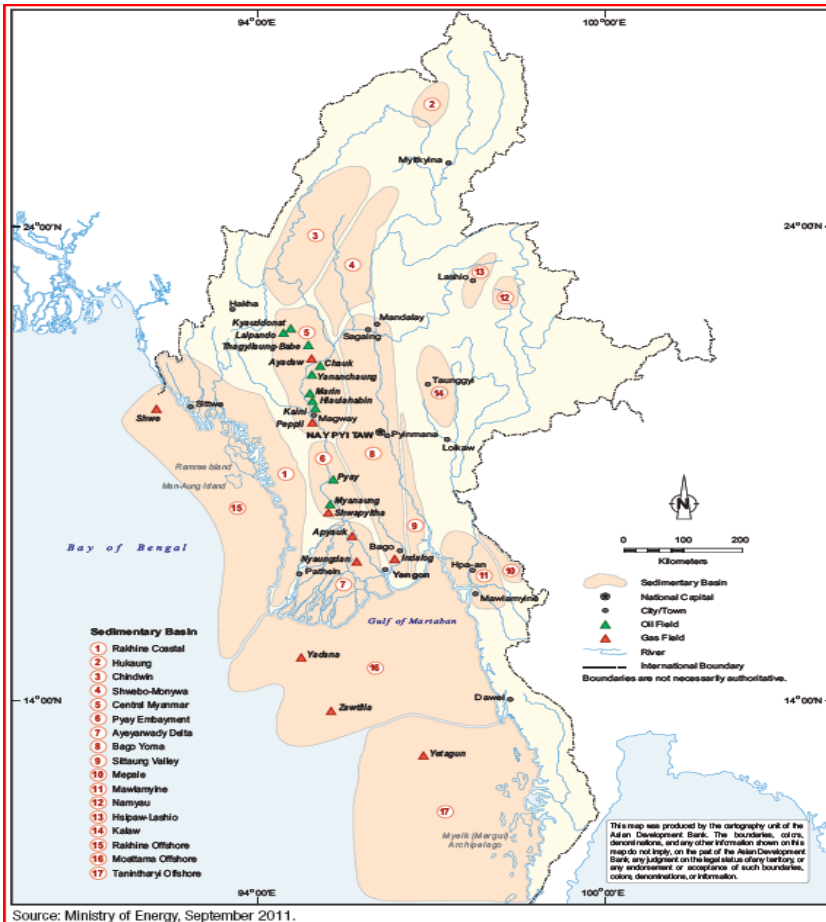 94°00'E
100°00'E
2
Myitkyina
24°00'N
24°00'N
3
4
Lashio
13
12
Hakha
Kyauddonat
Mandalay
Letpando
5
Sagaing
Thagyitaung-Babe
Ayadaw
Chauk
Yananchaung
Taunggyi
14
Marin
Htaulahabin
Kaini
Magway
Peppi
Sittwe
Shwe
NAY PYI TAW
Pyinmana
Loikaw
Ramree Island
Man-Aung Island
1
6
8
15
Pyay
Myanaung
Shwapyitha
9
Bay of Bengal
Apyauk
Bago
Indaing
Nyaungdan
Pathein
7
Yangon
Hpa-an
11
10
Mawlamyine
0 100 200
Kilometers
Sedimentary Basin
National Capital
City/Town
Oil Field
Gas Field
River
International Boundary
Boundaries are not necessarily authoritative.
Gulf of Martaban
Yadana
16
Zawtika
Dawei
14°00'N
14°00'N
Yetagun
17
Myeik (Mergui)
Archipelago
Sedimentary Basin
1 Rakhine Coastal
2 Hukaung
3 Chindwin
4 Shwebo-Monywa
5 Central Myanmar
6 Pyay Embayment
7 Ayeyarwady Delta
8 Bago Yoma
9 Sittaung Valley
10 Mepale
11 Mawlamyine
12 Namyau
13 Hsipaw-Lashio
14 Kalaw
15 Rakhine Offshore
16 Moattama Offshore
17 Tanintharyi Offshore
This map was produced by the cartography unit of the
Asian Development Bank. The boundaries, colors,
denominations, and any other information shown on this
map do not imply, on the part of the Asian Development
Bank, any judgment on the legal status of any territory, or
any endorsement or acceptance of such boundaries,
colors, denominations, or information.
94°00'E
100°00'E
Source: Ministry of Energy, September 2011.